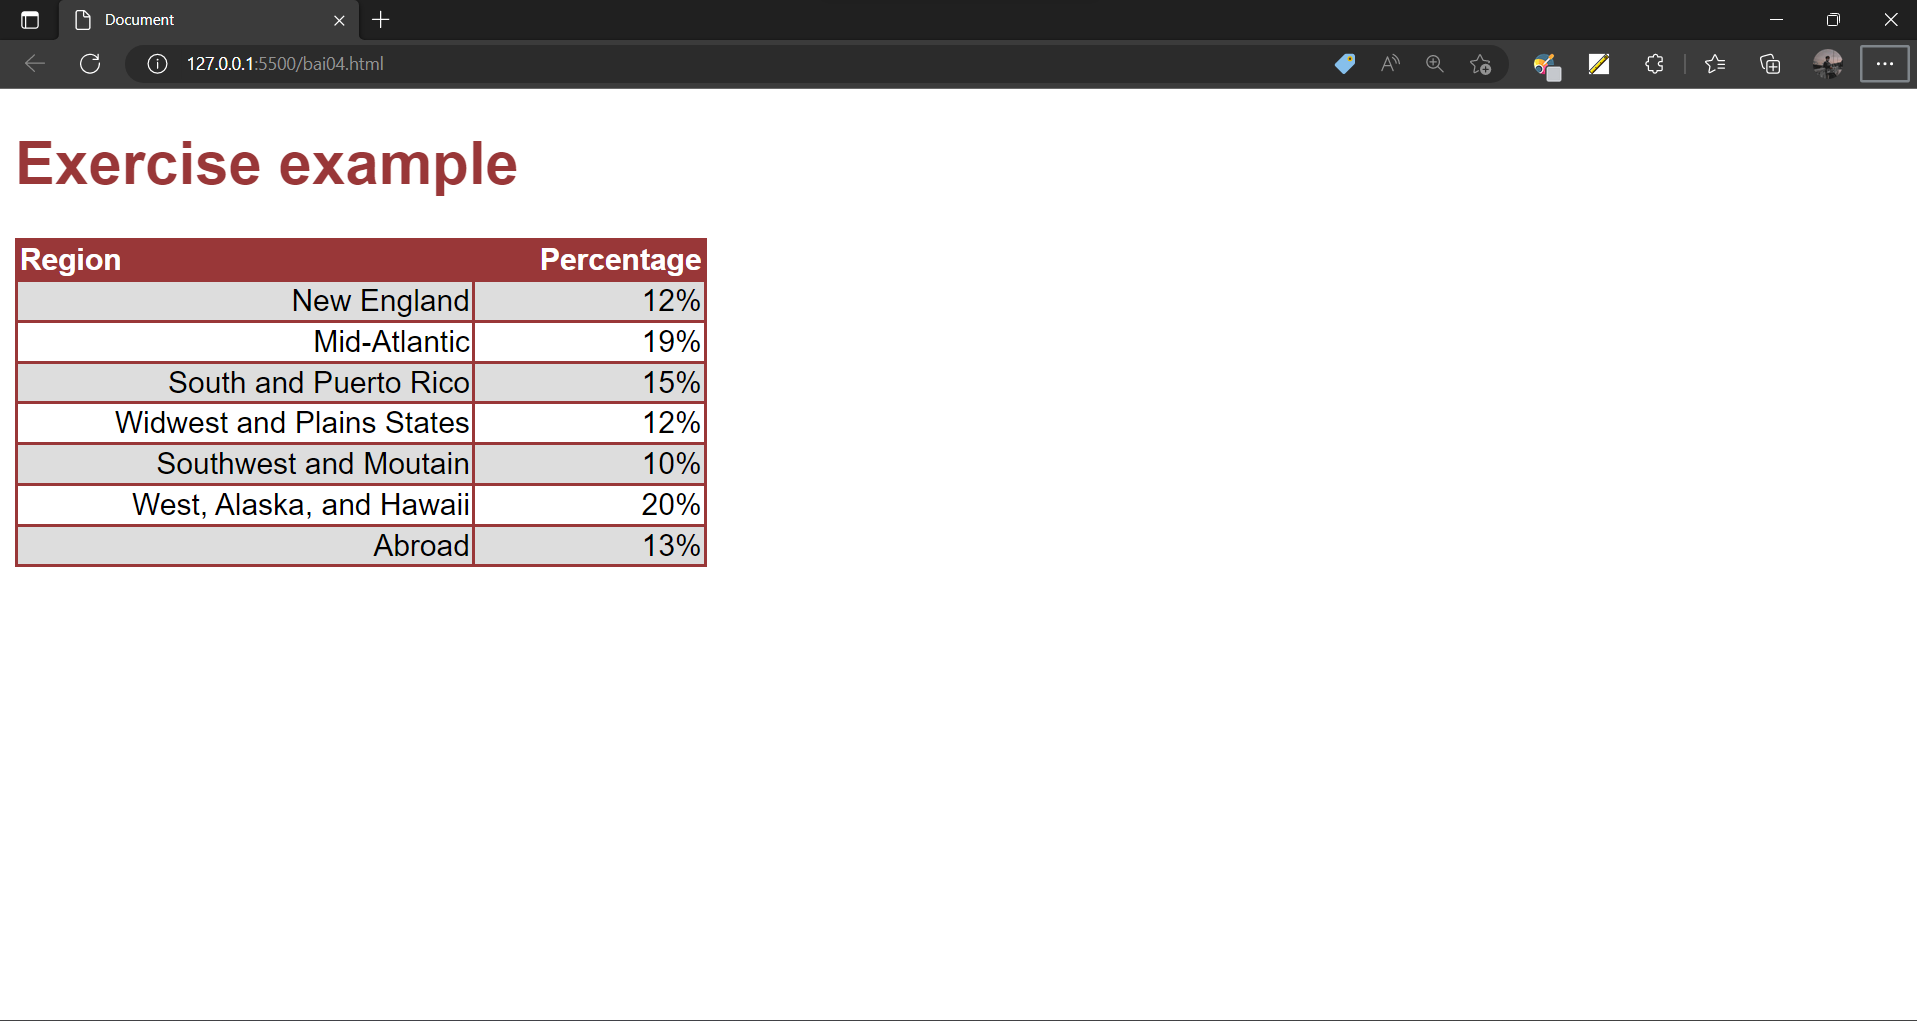 Document
127.0.0.1:5500/bai04.html
Exercise example
Region Percentage
New England 12%
Mid-Atlantic 19%
South and Puerto Rico 15%
Widwest and Plains States 12%
Southwest and Moutain 10%
West, Alaska, and Hawaii 20%
Abroad 13%